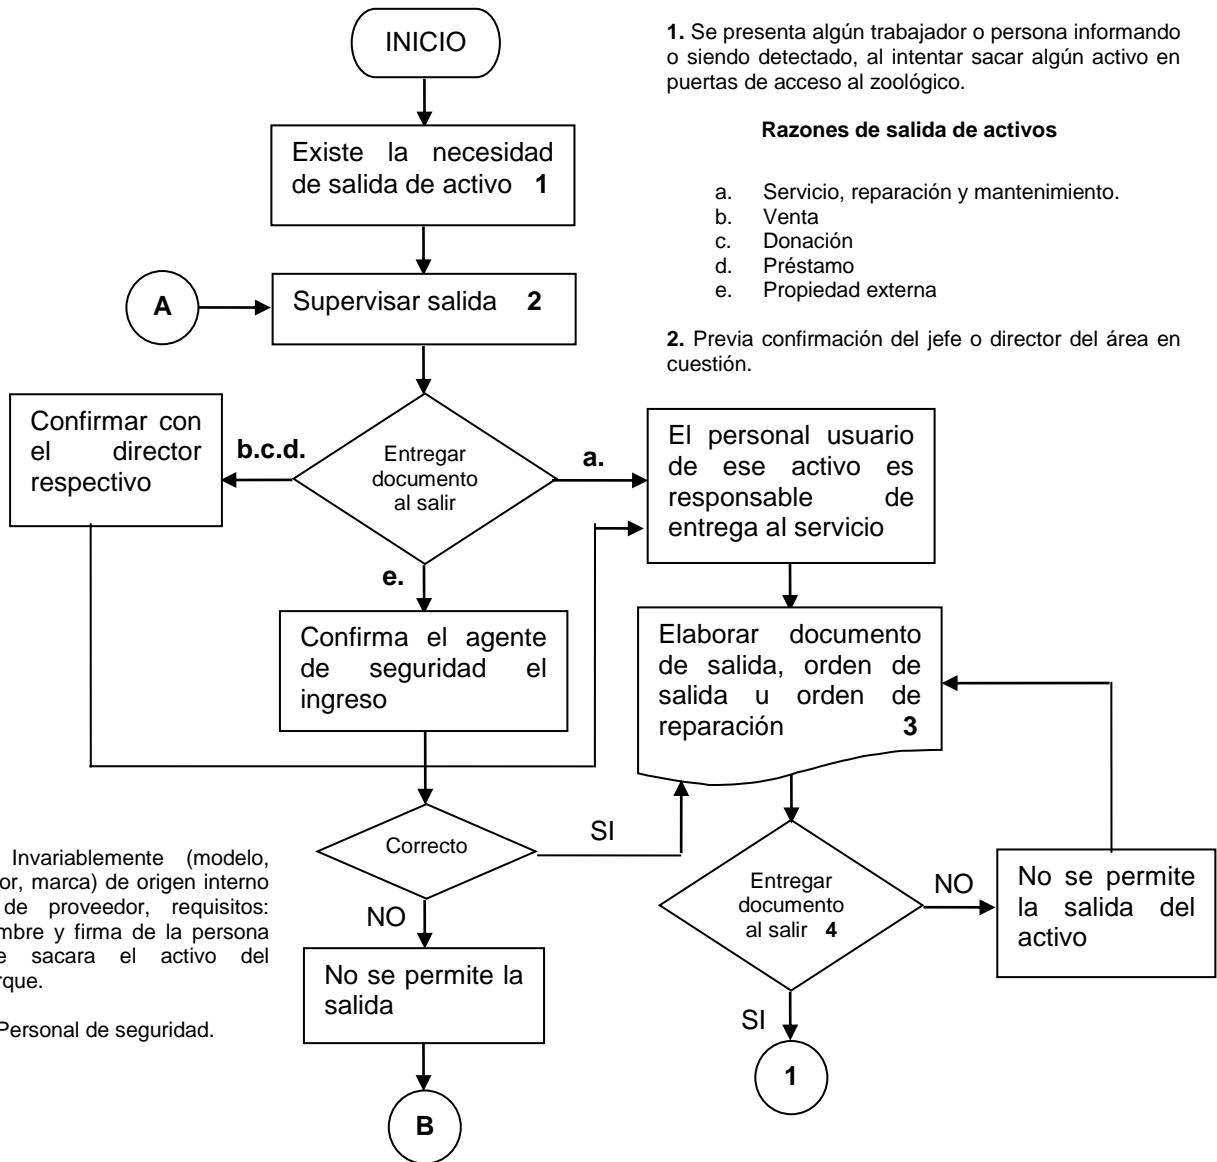 INICIO
1. Se presenta algún trabajador o persona informando
o siendo detectado, al intentar sacar algún activo en
puertas de acceso al zoológico.
Razones de salida de activos
a. Servicio, reparación y mantenimiento.
b. Venta
c. Donación
d. Préstamo
e. Propiedad externa
2. Previa confirmación del jefe o director del área en
cuestión.
Existe la necesidad
de salida de activo 1
A
Supervisar salida 2
Confirmar con
el director
respectivo
b.c.d.
Entregar
documento
al salir
a.
El personal usuario
de ese activo es
responsable de
entrega al servicio
e.
Confirma el agente
de seguridad el
ingreso
Elaborar documento
de salida, orden de
salida u orden de
reparación 3
Correcto
SI
NO
Invariablemente (modelo,
or, marca) de origen interno
de proveedor, requisitos:
mbre y firma de la persona
e sacara el activo del
rque.
Personal de seguridad.
No se permite la
salida
B
Entregar
documento
al salir 4
NO
No se permite
la salida del
activo
SI
1